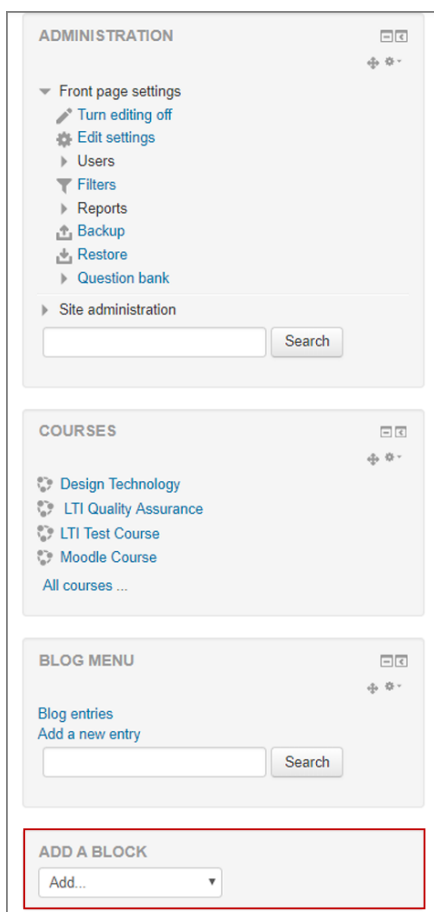 ADMINISTRATION
Front page settings
Turn editing off
Edit settings
Users
Filters
Reports
Backup
Restore
Question bank
Site administration
Search
COURSES
Design Technology
LTI Quality Assurance
LTI Test Course
Moodle Course
All courses ...
BLOG MENU
Blog entries
Add a new entry
Search
ADD A BLOCK
Add...